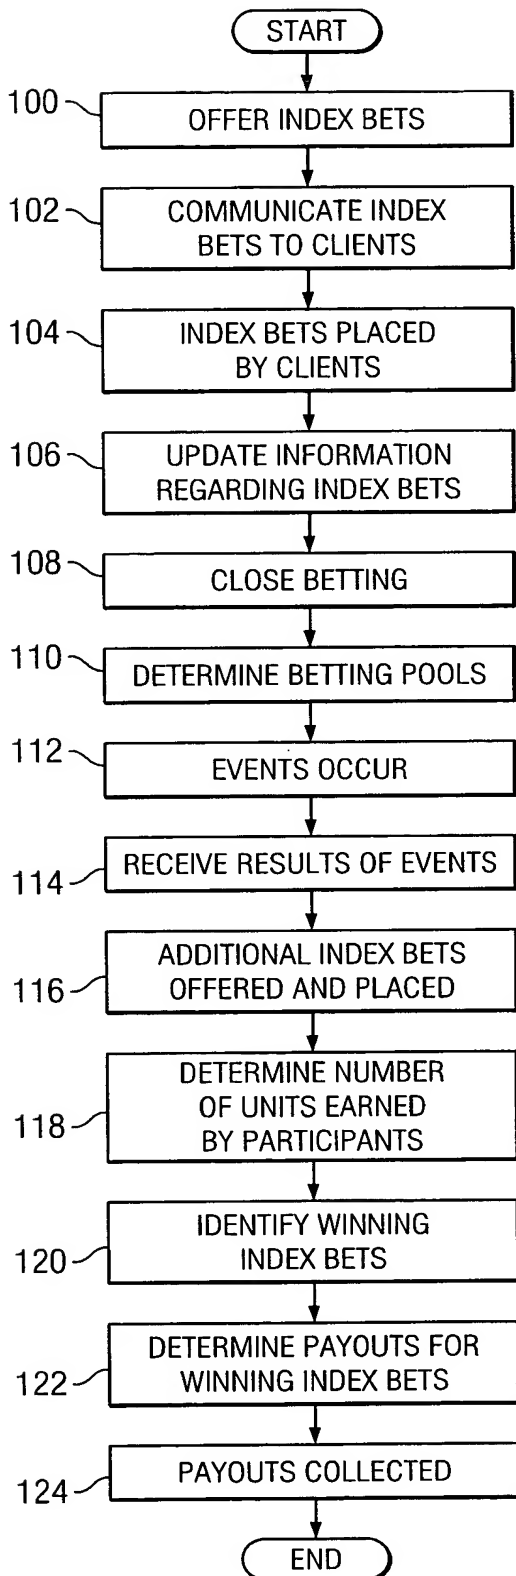 START
100
OFFER INDEX BETS
102
COMMUNICATE INDEX
BETS TO CLIENTS
104
INDEX BETS PLACED
BY CLIENTS
106
UPDATE INFORMATION
REGARDING INDEX BETS
108
CLOSE BETTING
110
DETERMINE BETTING POOLS
112
EVENTS OCCUR
114
RECEIVE RESULTS OF EVENTS
116
ADDITIONAL INDEX BETS
OFFERED AND PLACED
118
DETERMINE NUMBER
OF UNITS EARNED
BY PARTICIPANTS
120
IDENTIFY WINNING
INDEX BETS
122
DETERMINE PAYOUTS FOR
WINNING INDEX BETS
124
PAYOUTS COLLECTED
END